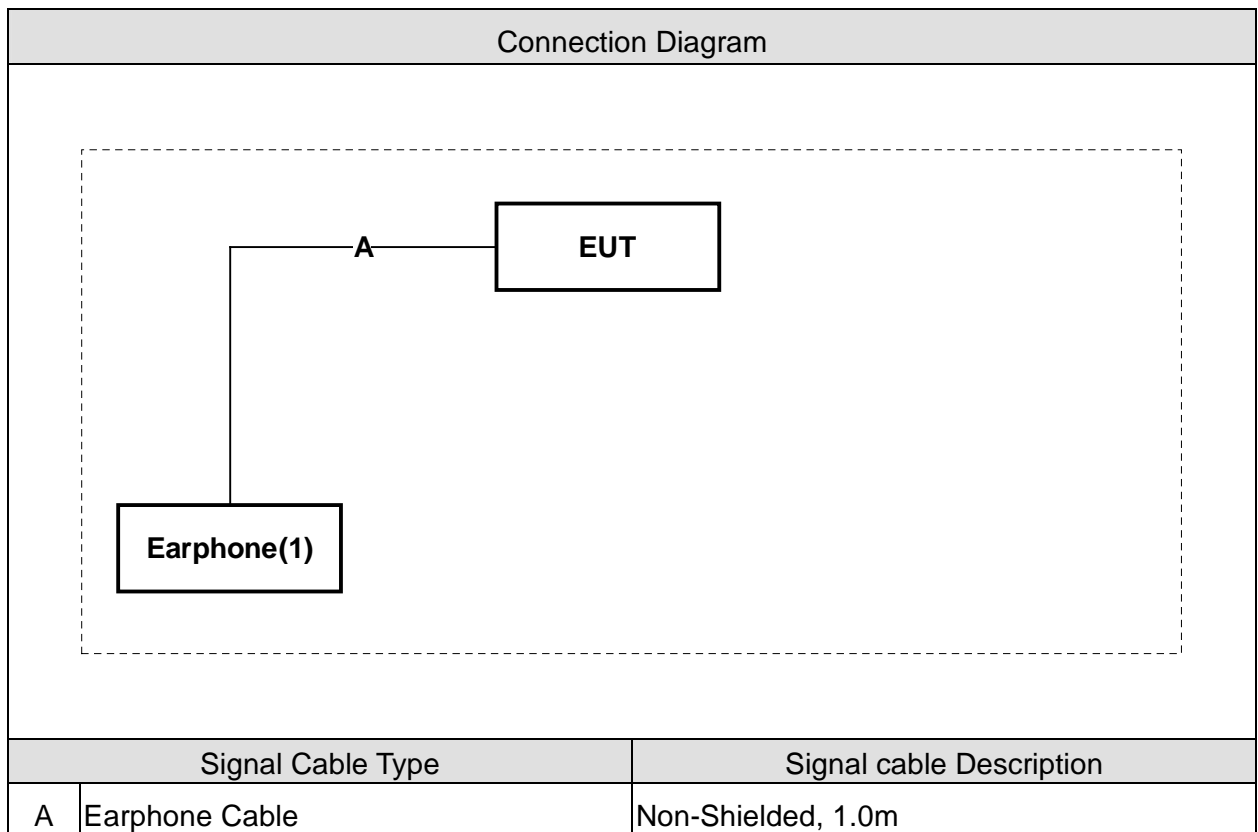 Connection Diagram
A
EUT
Earphone(1)
Signal Cable Type
Signal cable Description
A
Earphone Cable
Non-Shielded, 1.0m